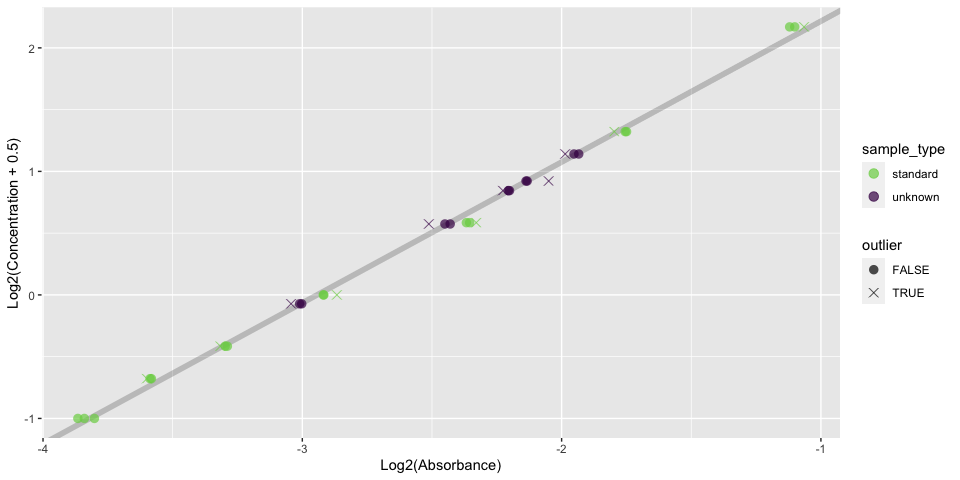 Log2(Concentration + 0.5)
2
1
0
-1
-4
-3
-2
-1
Log2(Absorbance)
sample_type
standard
unknown
outlier
FALSE
TRUE